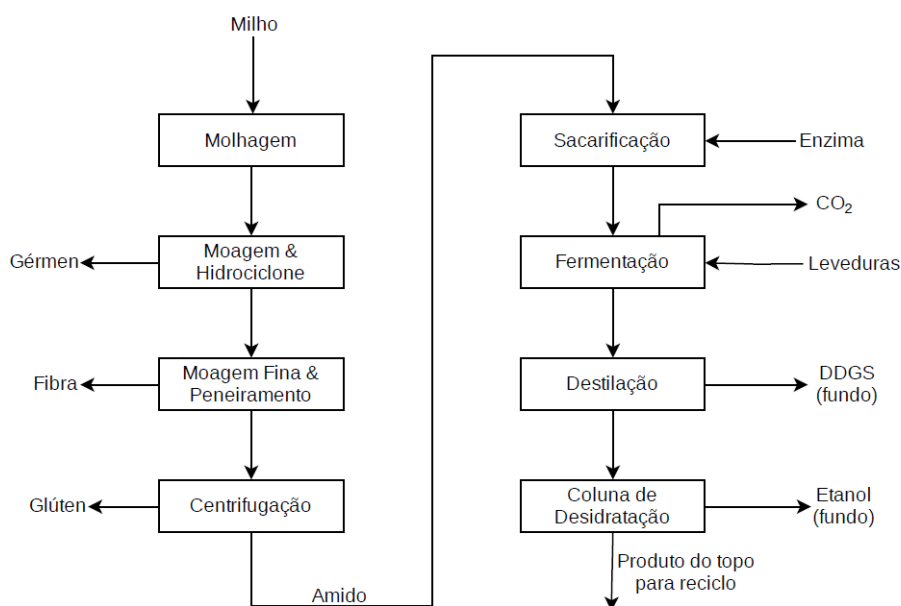 Milho
Molhagem
Gérmen
Moagem &
Hidrociclone
Fibra
Moagem Fina &
Peneiramento
Glúten
Centrifugação
Amido
Sacarificação
Enzima
CO₂
Fermentação
Leveduras
Destilação
DDGS
(fundo)
Coluna de
Desidratação
Etanol
(fundo)
Produto do topo
para reciclo